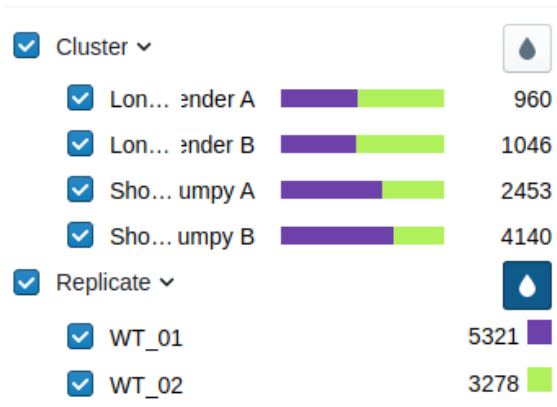 Cluster
Lon... ender A 960
Lon... ender B 1046
Sho... umpy A 2453
Sho... umpy B 4140
Replicate
WT_01 5321
WT_02 3278